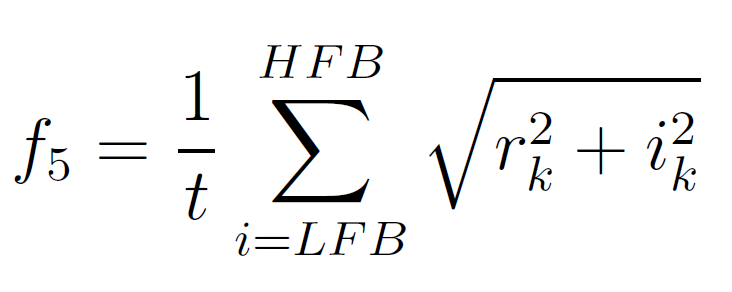 f_5 = \frac{1}{t} \sum_{i=LFB}^{HFB} \sqrt{r_k^2 + i_k^2}